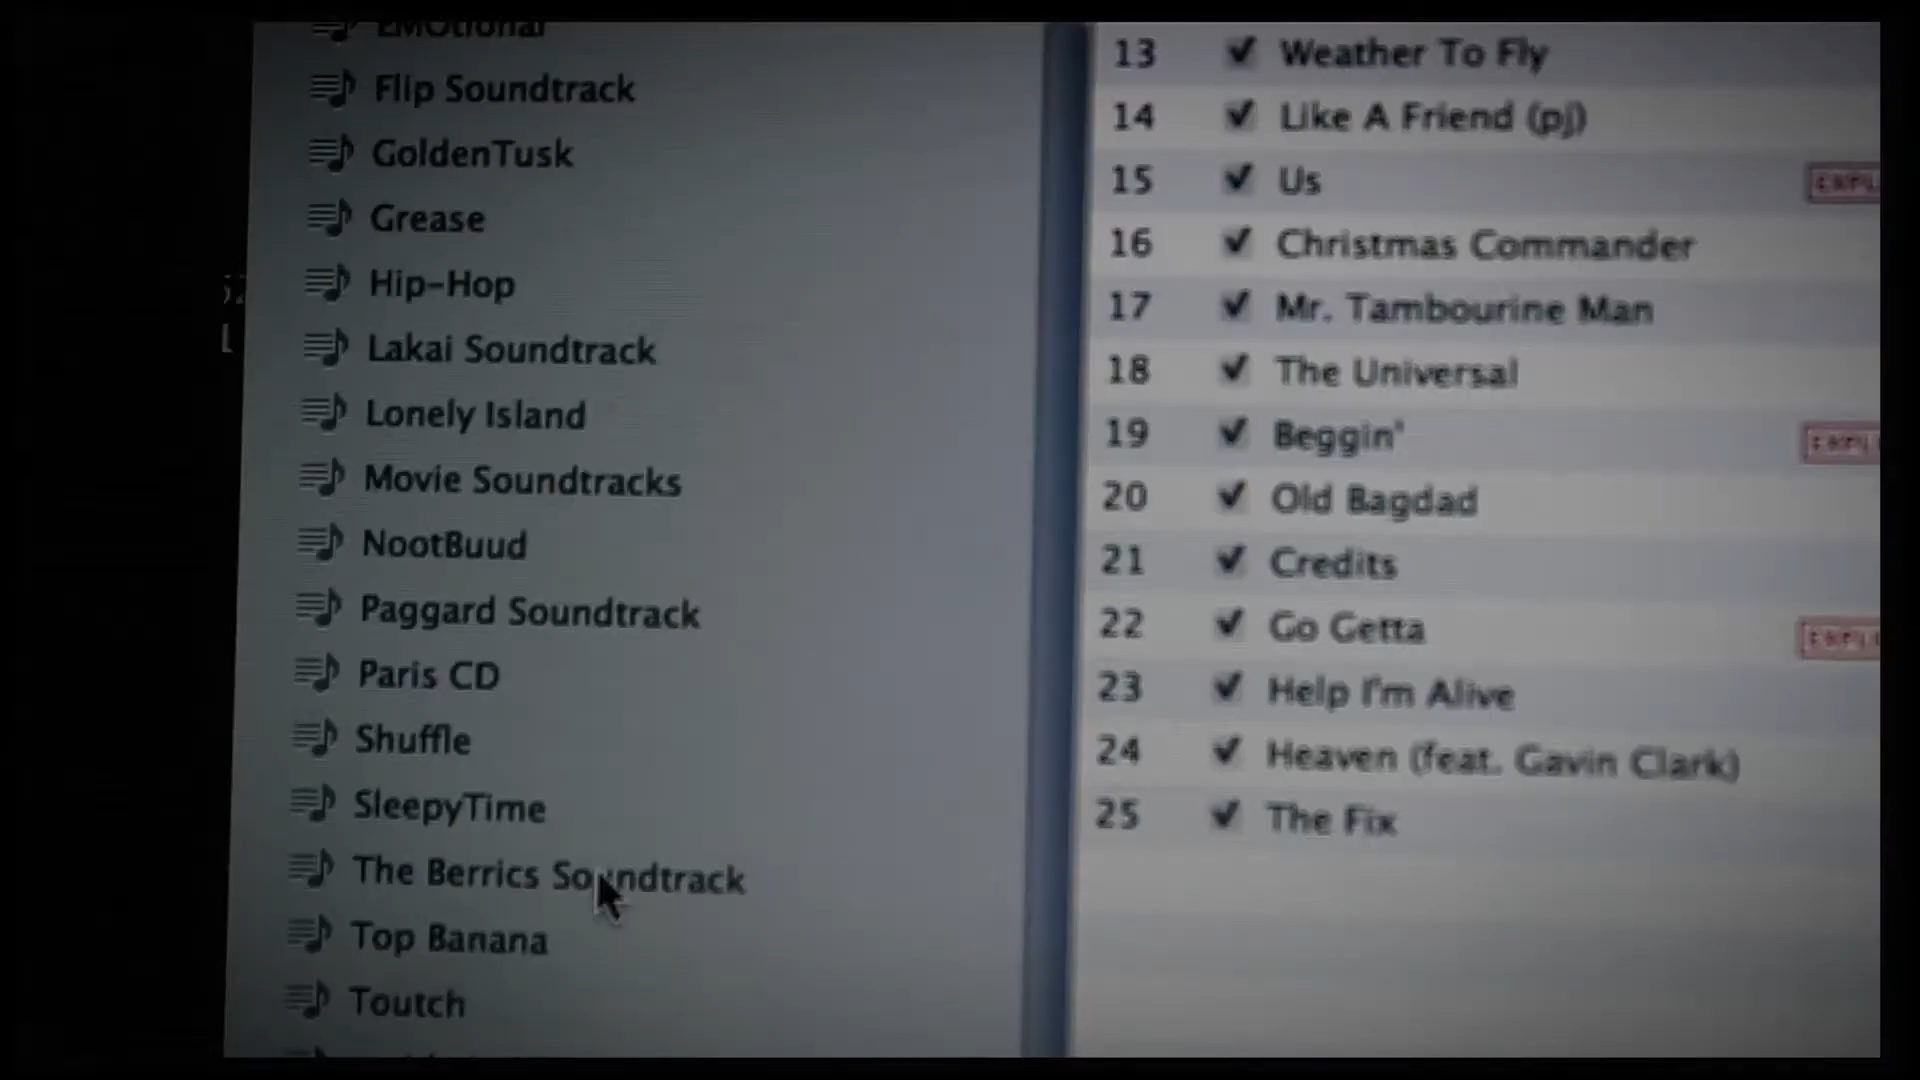 EMOtional
Flip Soundtrack
GoldenTusk
Grease
Hip-Hop
Lakai Soundtrack
Lonely Island
Movie Soundtracks
NootBuud
Paggard Soundtrack
Paris CD
Shuffle
SleepyTime
The Berrics Soundtrack
Top Banana
Toutch
13 Weather To Fly
14 Like A Friend (pj)
15 Us
16 Christmas Commander
17 Mr. Tambourine Man
18 The Universal
19 Beggin'
20 Old Bagdad
21 Credits
22 Go Getta
23 Help I'm Alive
24 Heaven (feat. Gavin Clark)
25 The Fix